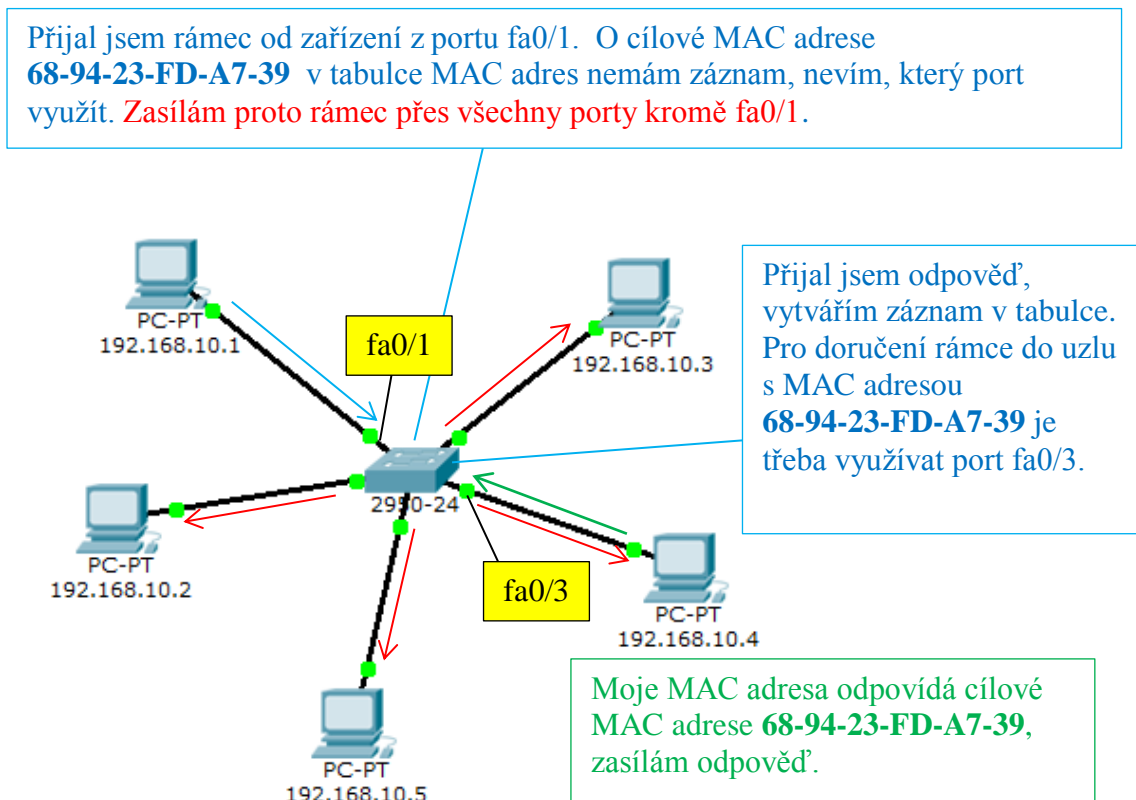 Přijal jsem rámec od zařízení z portu fa0/1.  O cílové MAC adrese
68-94-23-FD-A7-39  v tabulce MAC adres nemám záznam, nevím, který port
využít. Zasílám proto rámec přes všechny porty kromě fa0/1.
PC-PT
192.168.10.1
fa0/1
PC-PT
192.168.10.3
Přijal jsem odpověď,
vytvářím záznam v tabulce.
Pro doručení rámce do uzlu
s MAC adresou
68-94-23-FD-A7-39 je
třeba využívat port fa0/3.
2950-24
PC-PT
192.168.10.2
fa0/3
PC-PT
192.168.10.4
Moje MAC adresa odpovídá cílové
MAC adrese 68-94-23-FD-A7-39,
zasílám odpověď.
PC-PT
192.168.10.5